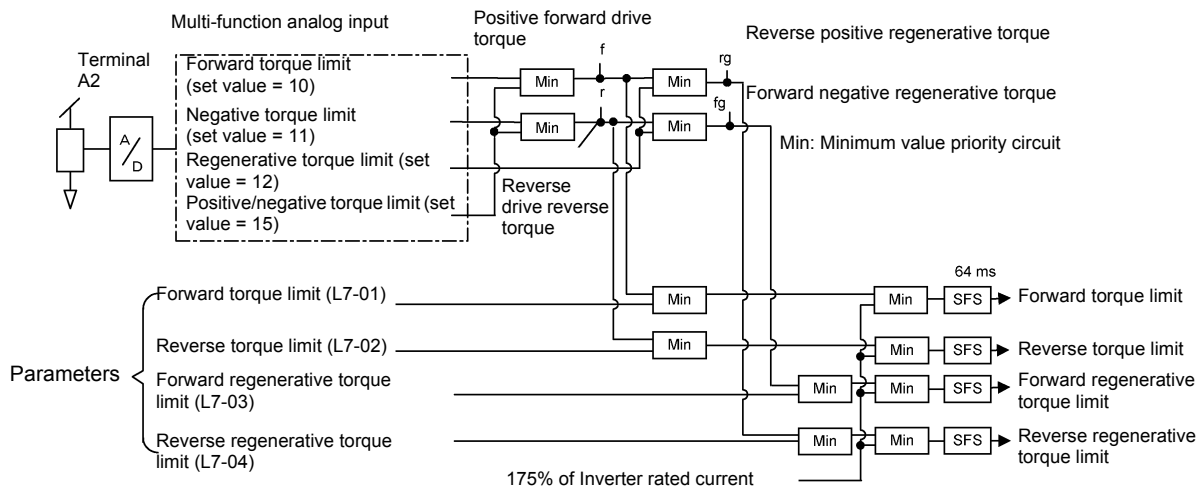 Multi-function analog input
Positive forward drive
torque
Reverse positive regenerative torque
Terminal
A2
A
D
Forward torque limit
(set value = 10)
Negative torque limit
(set value = 11)
Regenerative torque limit (set
value = 12)
Positive/negative torque limit (set
value = 15)
Min
f
Min
rg
Forward negative regenerative torque
Min
r
Min
fg
Min: Minimum value priority circuit
Reverse
drive reverse
torque
Parameters
64 ms
Forward torque limit (L7-01)
Min
Min
SFS
Forward torque limit
Reverse torque limit (L7-02)
Min
Min
SFS
Reverse torque limit
Forward regenerative torque
limit (L7-03)
Min
Min
SFS
Forward regenerative
torque limit
Reverse regenerative torque
limit (L7-04)
Min
Min
SFS
Reverse regenerative
torque limit
175% of Inverter rated current